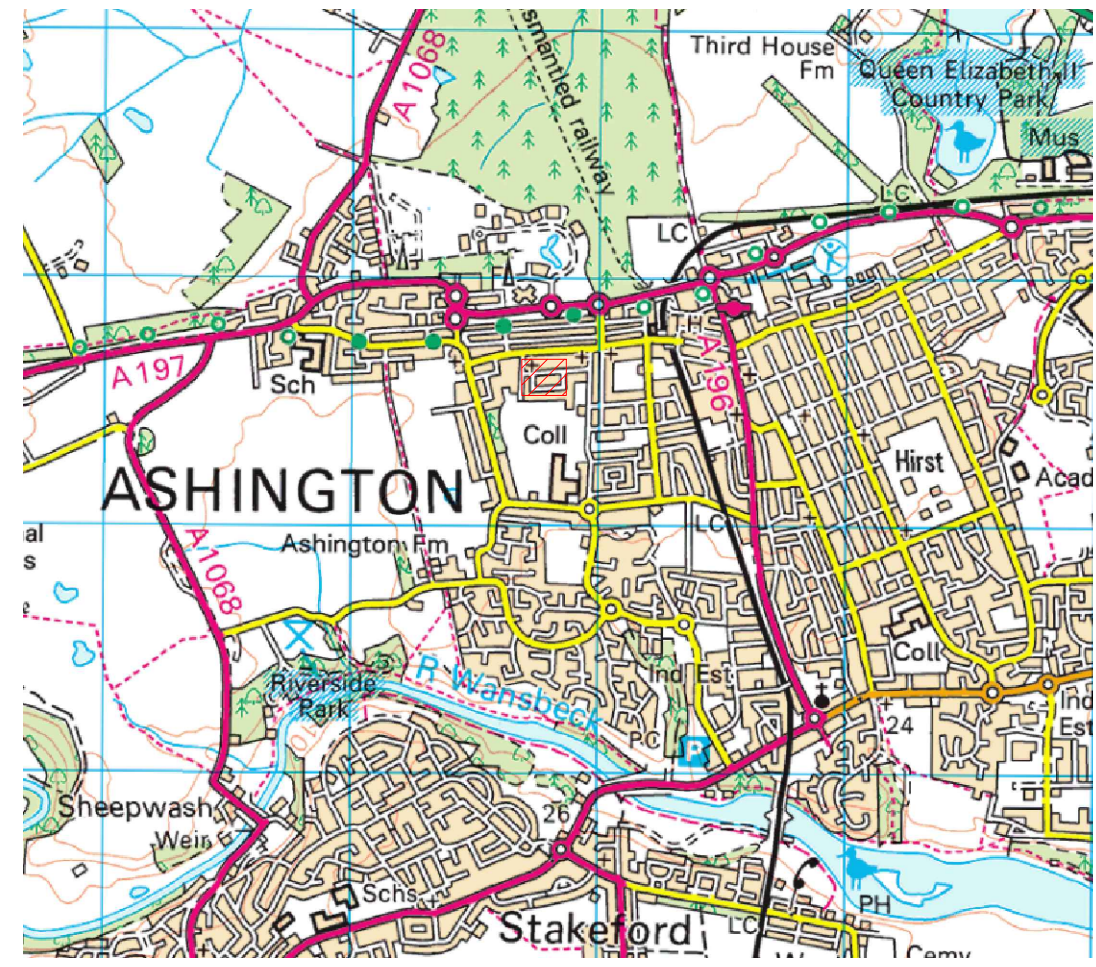 smantled railway
A 1068
Third House
Fm
Queen Elizabeth II
Country Park
Mus
LC
LC
A 197
Sch
A 196
Coll
Hirst
Acad
ASHINGTON
LC
al
s
e
Ashington Fm
A 1068
Coll
Riverside
Park
R Wansbeck
Ind Est
PC
P
24
Ind
Est
10
Sheepwash
Weir
26
Schs
PH
Stakeford
LC
W
Cemy